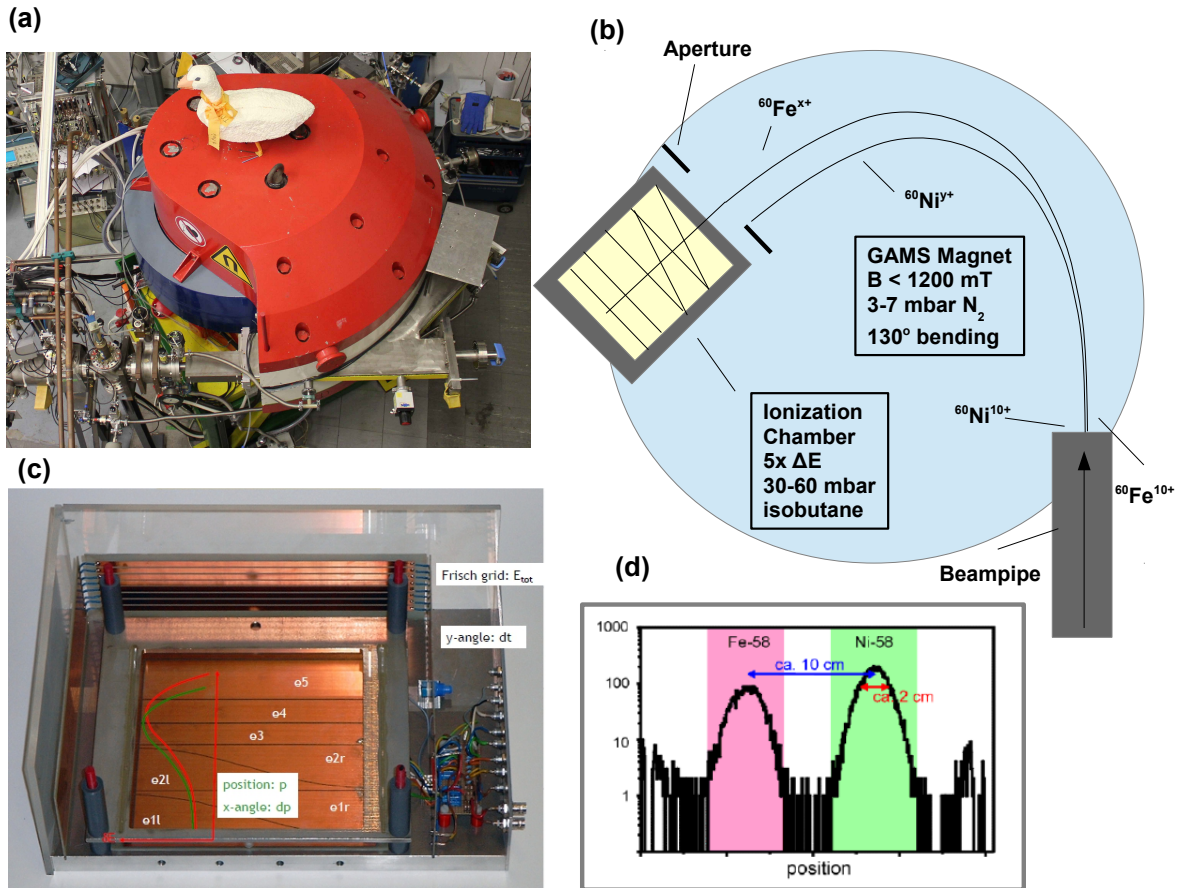 (a)
(b)
Aperture
60Fex+
60Niy+
GAMS Magnet
B < 1200 mT
3-7 mbar N2
130° bending
Ionization
Chamber
5x ΔE
30-60 mbar
isobutane
60Ni10+
60Fe10+
Beampipe
(c)
Frisch grid: Etot
y-angle: dt
e5
e4
e3
e2r
e2l
e1r
e1l
position: p
x-angle: dp
(d)
1000
100
10
1
Fe-58
Ni-58
ca. 10 cm
ca. 2 cm
position